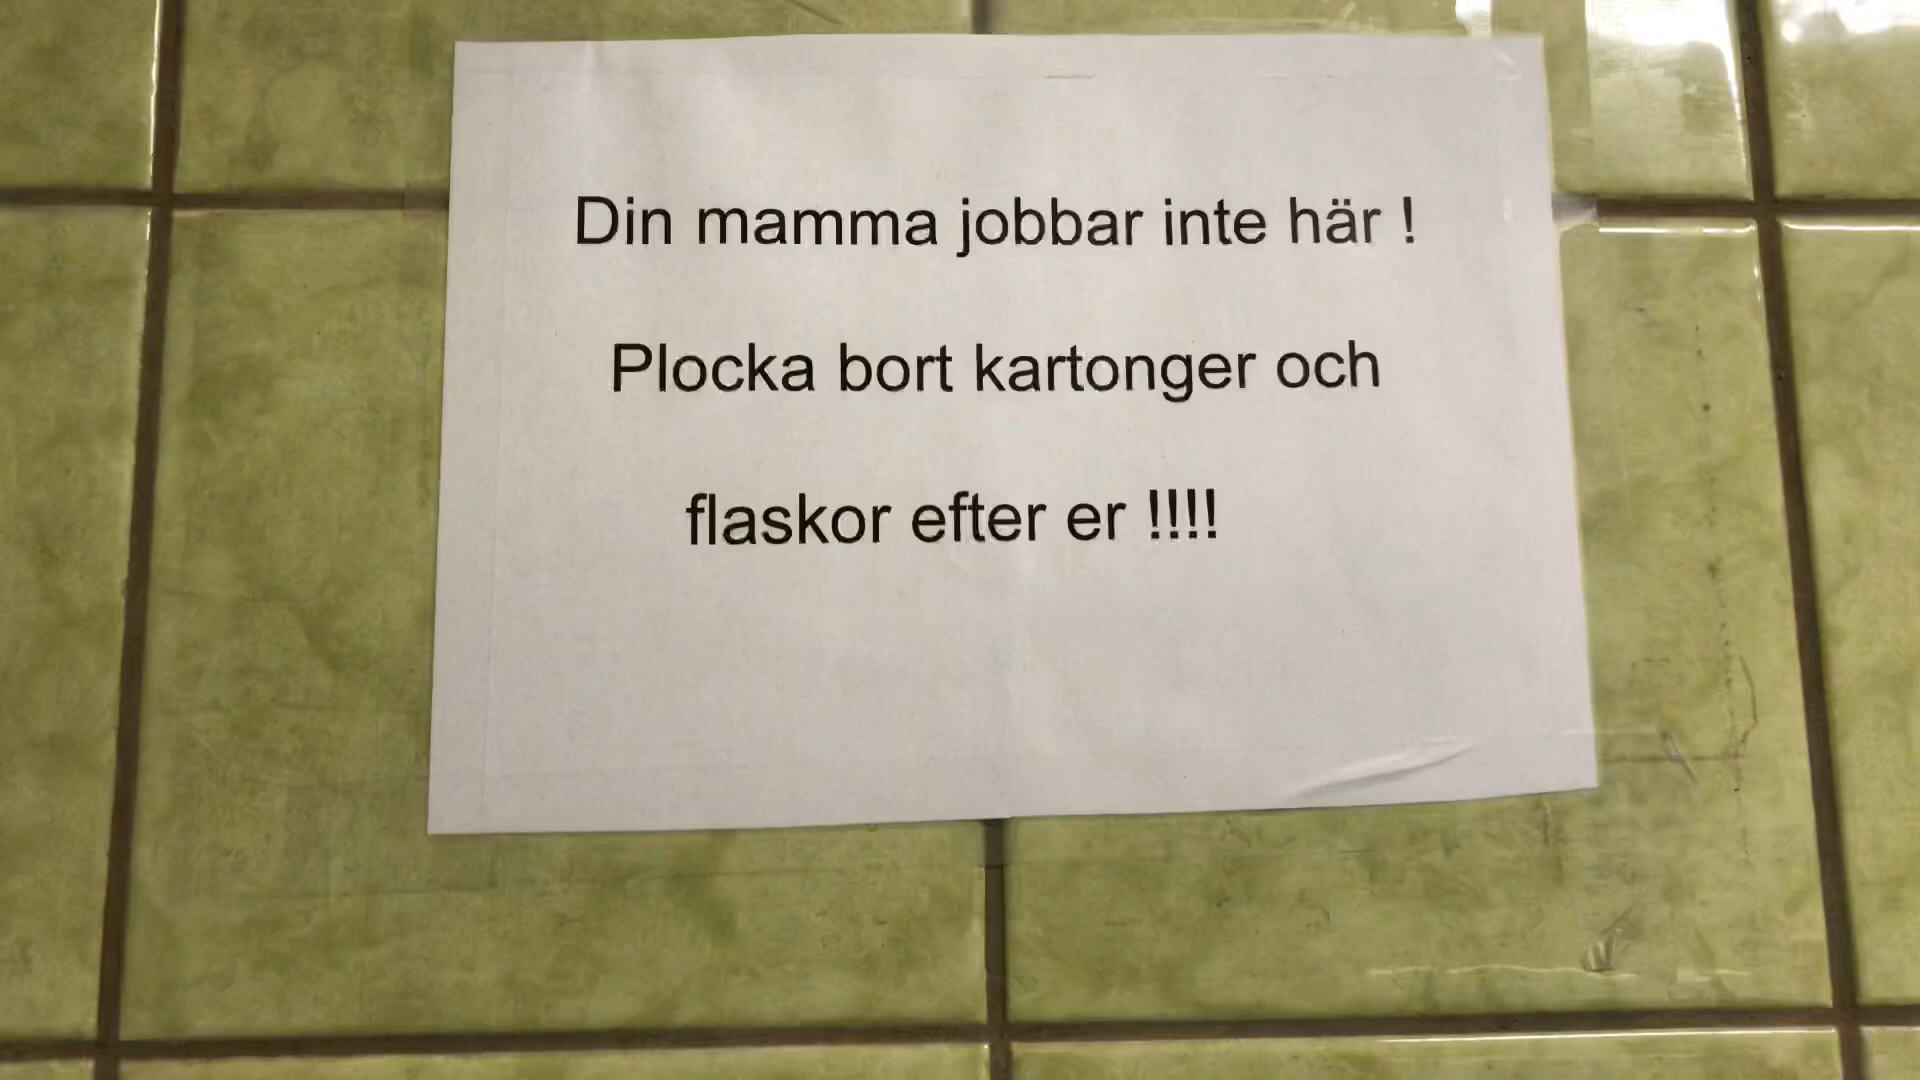 Din mamma jobbar inte här !
Plocka bort kartonger och
flaskor efter er !!!!